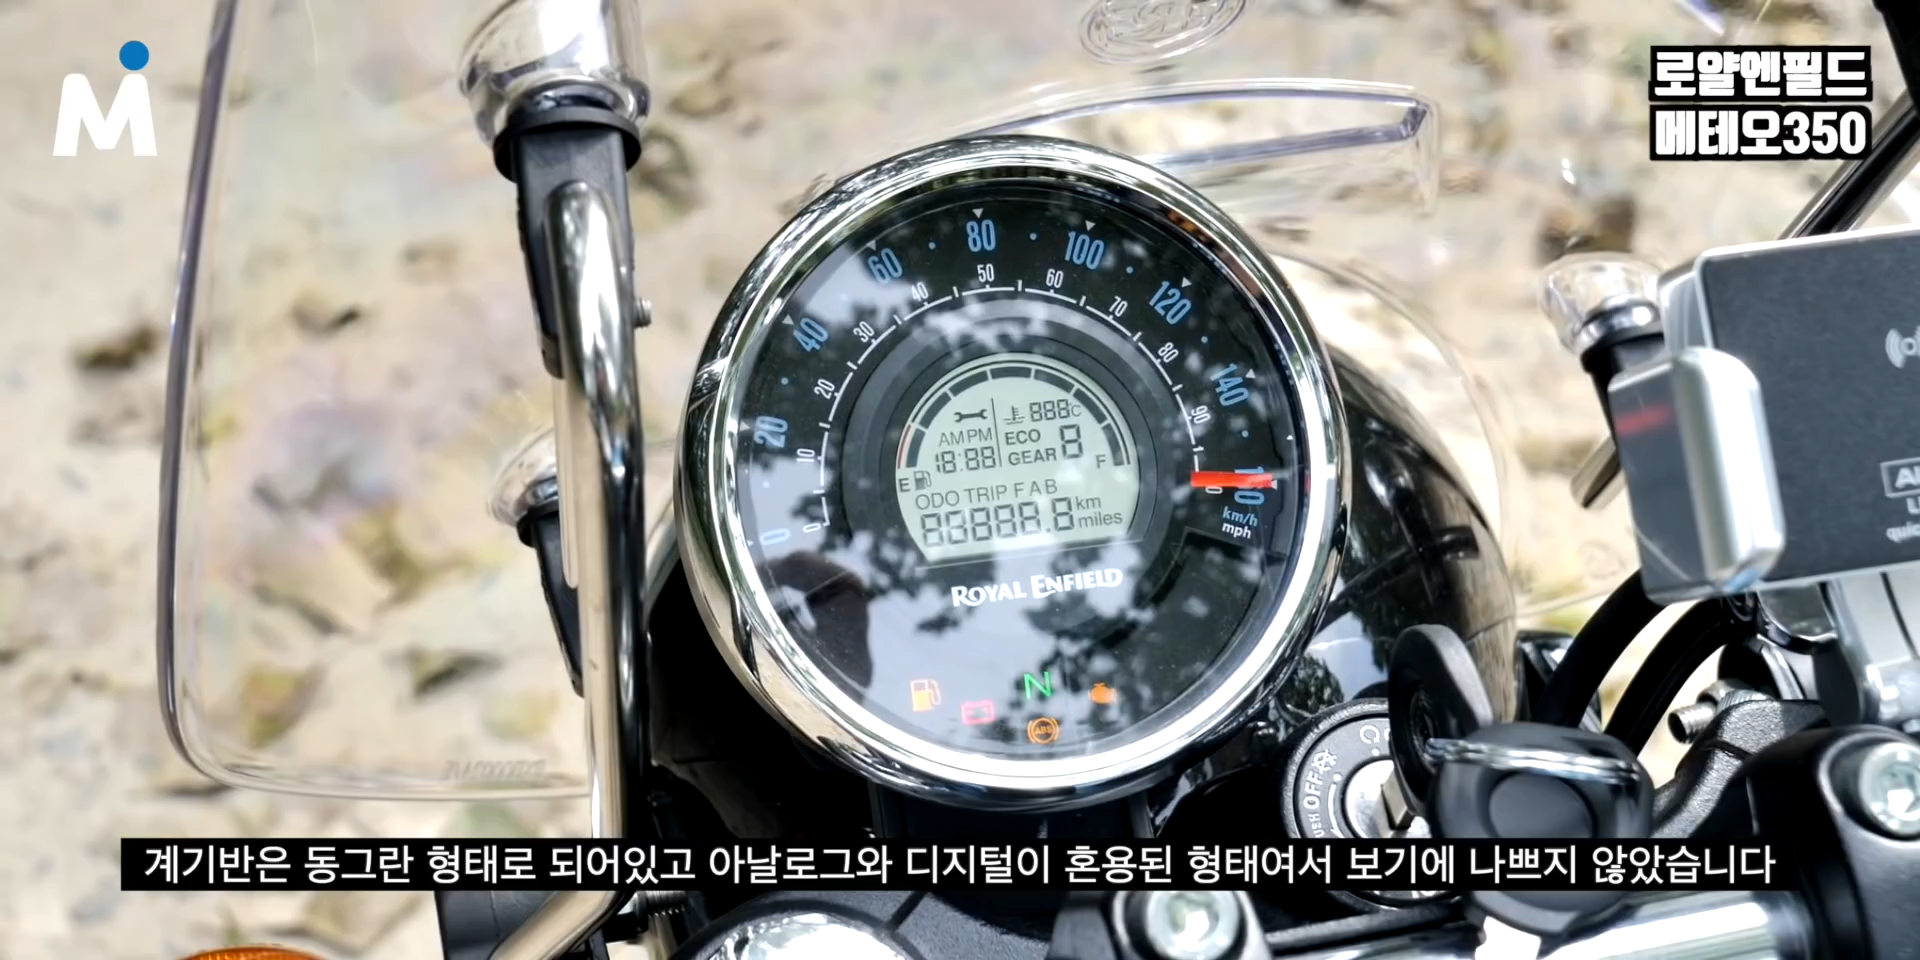 M
로얄엔필드
메테오350
0 20 40 60 80 100 120 140
0 10 20 30 40 50 60 70 80 90
km/h
mph
888°C
AM PM
ECO
18:88
GEAR 8
E
F
ODO TRIP F A B
88888.8 km
miles
ROYAL ENFIELD
N
ABS
OFF
계기반은 동그란 형태로 되어있고 아날로그와 디지털이 혼용된 형태여서 보기에 나쁘지 않았습니다